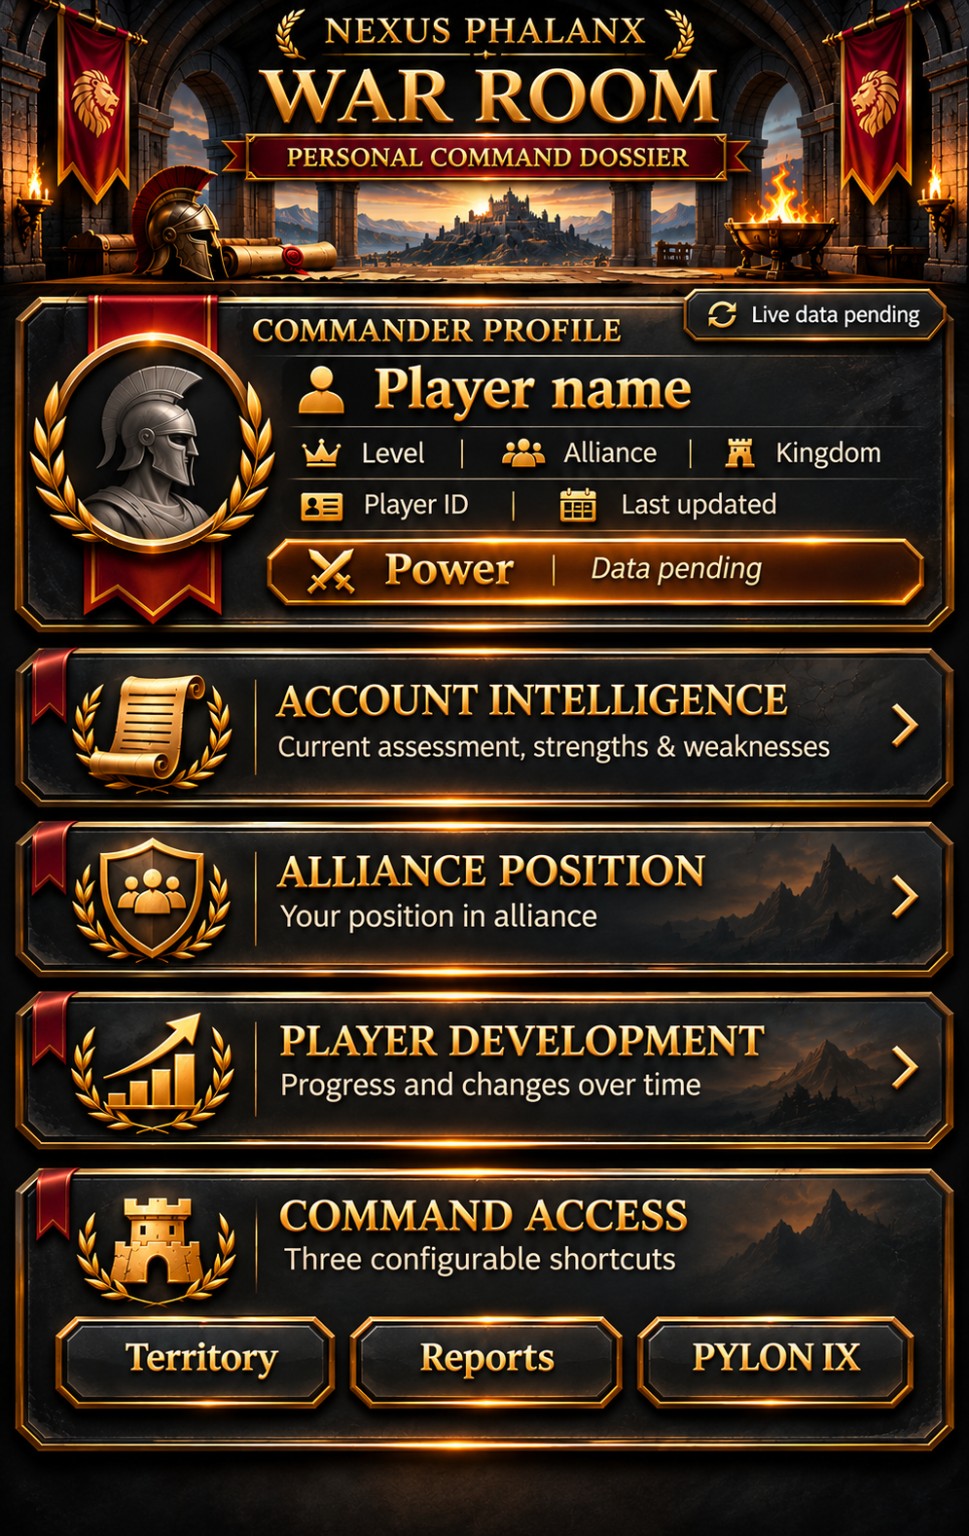 NEXUS PHALANX
WAR ROOM
PERSONAL COMMAND DOSSIER
Live data pending
COMMANDER PROFILE
Player name
Level | Alliance | Kingdom
Player ID | Last updated
Power | Data pending
ACCOUNT INTELLIGENCE
Current assessment, strengths & weaknesses
ALLIANCE POSITION
Your position in alliance
PLAYER DEVELOPMENT
Progress and changes over time
COMMAND ACCESS
Three configurable shortcuts
Territory
Reports
PYLON IX